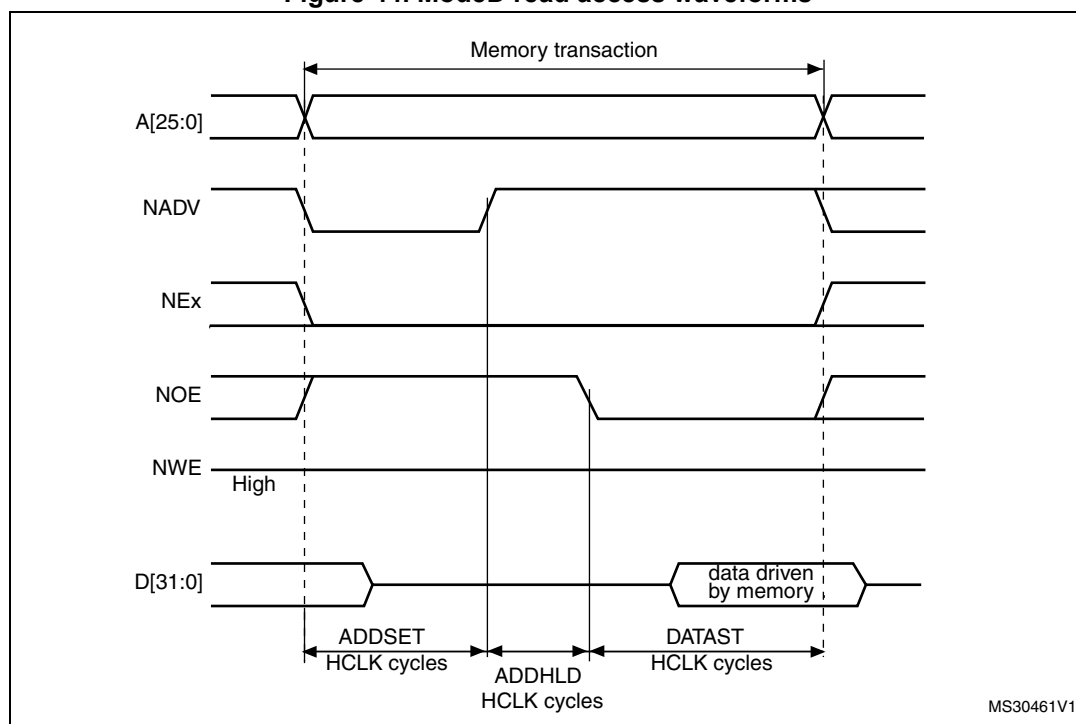 Memory transaction
A[25:0]
NADV
NEx
NOE
NWE
High
D[31:0]
data driven
by memory
ADDSET
HCLK cycles
ADDHLD
HCLK cycles
DATAST
HCLK cycles
MS30461V1